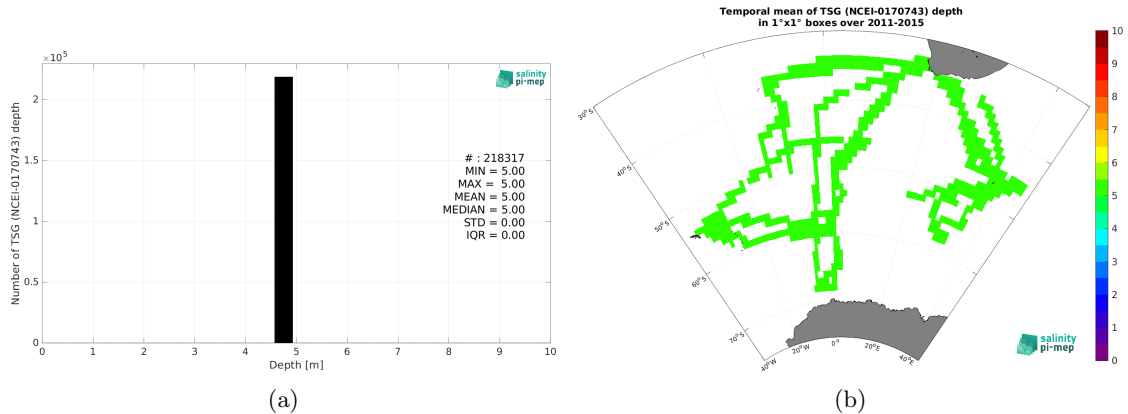 ×10⁵
2
1.5
1
0.5
0
Number of TSG (NCEI-0170743) depth
salinity
pi-mep
# : 218317
MIN = 5.00
MAX = 5.00
MEAN = 5.00
MEDIAN = 5.00
STD = 0.00
IQR = 0.00
0 1 2 3 4 5 6 7 8 9 10
Depth [m]
(a)
Temporal mean of TSG (NCEI-0170743) depth
in 1°x1° boxes over 2011-2015
30°S
40°S
50°S
60°S
70°S
40°W 20°W 0° 20°E 40°E
10
9
8
7
6
5
4
3
2
1
0
salinity
pi-mep
(b)